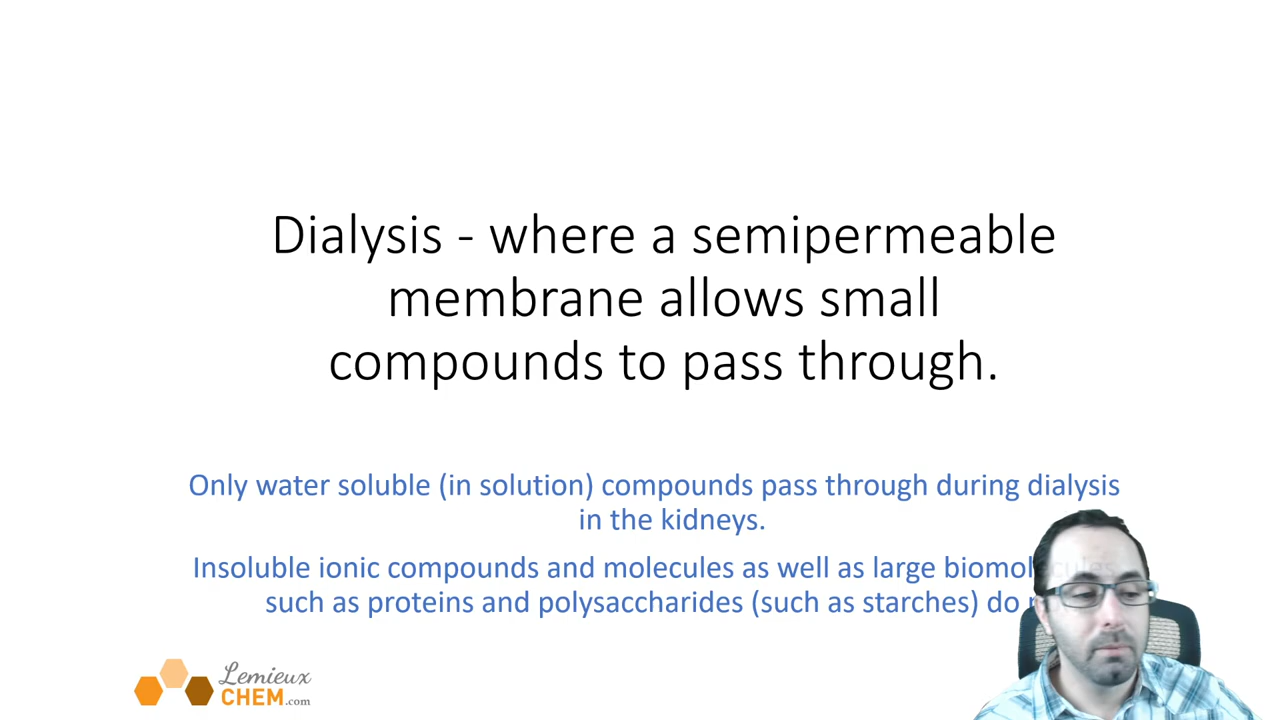 Dialysis - where a semipermeable
membrane allows small
compounds to pass through.
Only water soluble (in solution) compounds pass through during dialysis
in the kidneys.
Insoluble ionic compounds and molecules as well as large biomolecules
such as proteins and polysaccharides (such as starches) do
Lemieux
CHEM.com